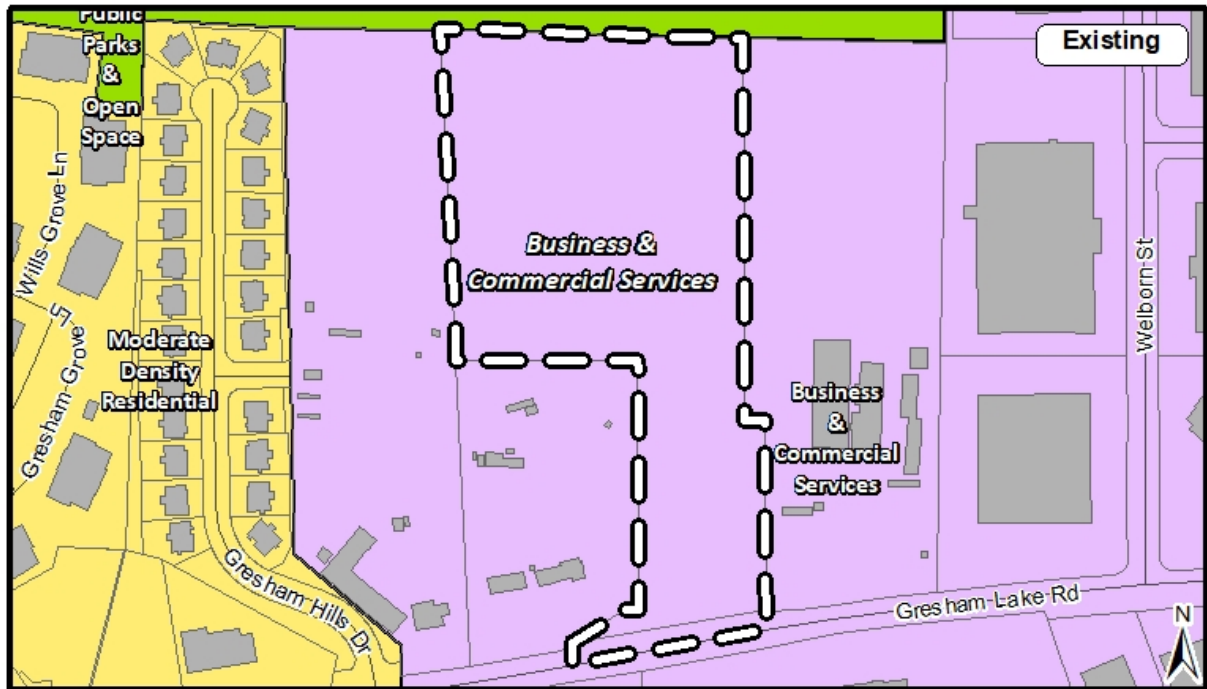 Public
Parks
&
Open
Space
Existing
Wills Grove Ln
Business &
Commercial Services
Welborn St
Ln
Gresham Grove
Moderate
Density
Residential
Business
&
Commercial
Services
Gresham Hills Dr
Gresham Lake Rd
N